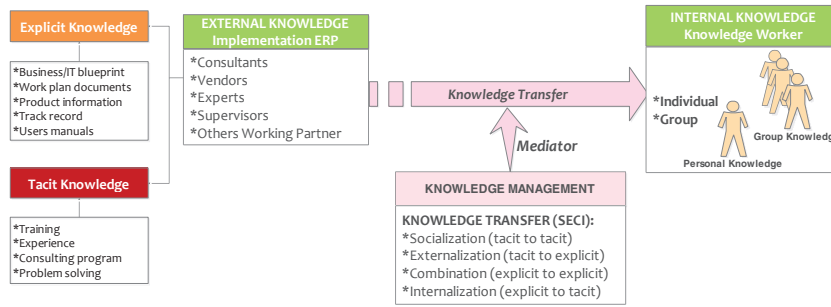 Explicit Knowledge
*Business/IT blueprint
*Work plan documents
*Product information
*Track record
*Users manuals
Tacit Knowledge
*Training
*Experience
*Consulting program
*Problem solving
EXTERNAL KNOWLEDGE
Implementation ERP
*Consultants
*Vendors
*Experts
*Supervisors
*Others Working Partner
Knowledge Transfer
Mediator
KNOWLEDGE MANAGEMENT
KNOWLEDGE TRANSFER (SECI):
*Socialization (tacit to tacit)
*Externalization (tacit to explicit)
*Combination (explicit to explicit)
*Internalization (explicit to tacit)
INTERNAL KNOWLEDGE
Knowledge Worker
*Individual
*Group
Group Knowledge
Personal Knowledge